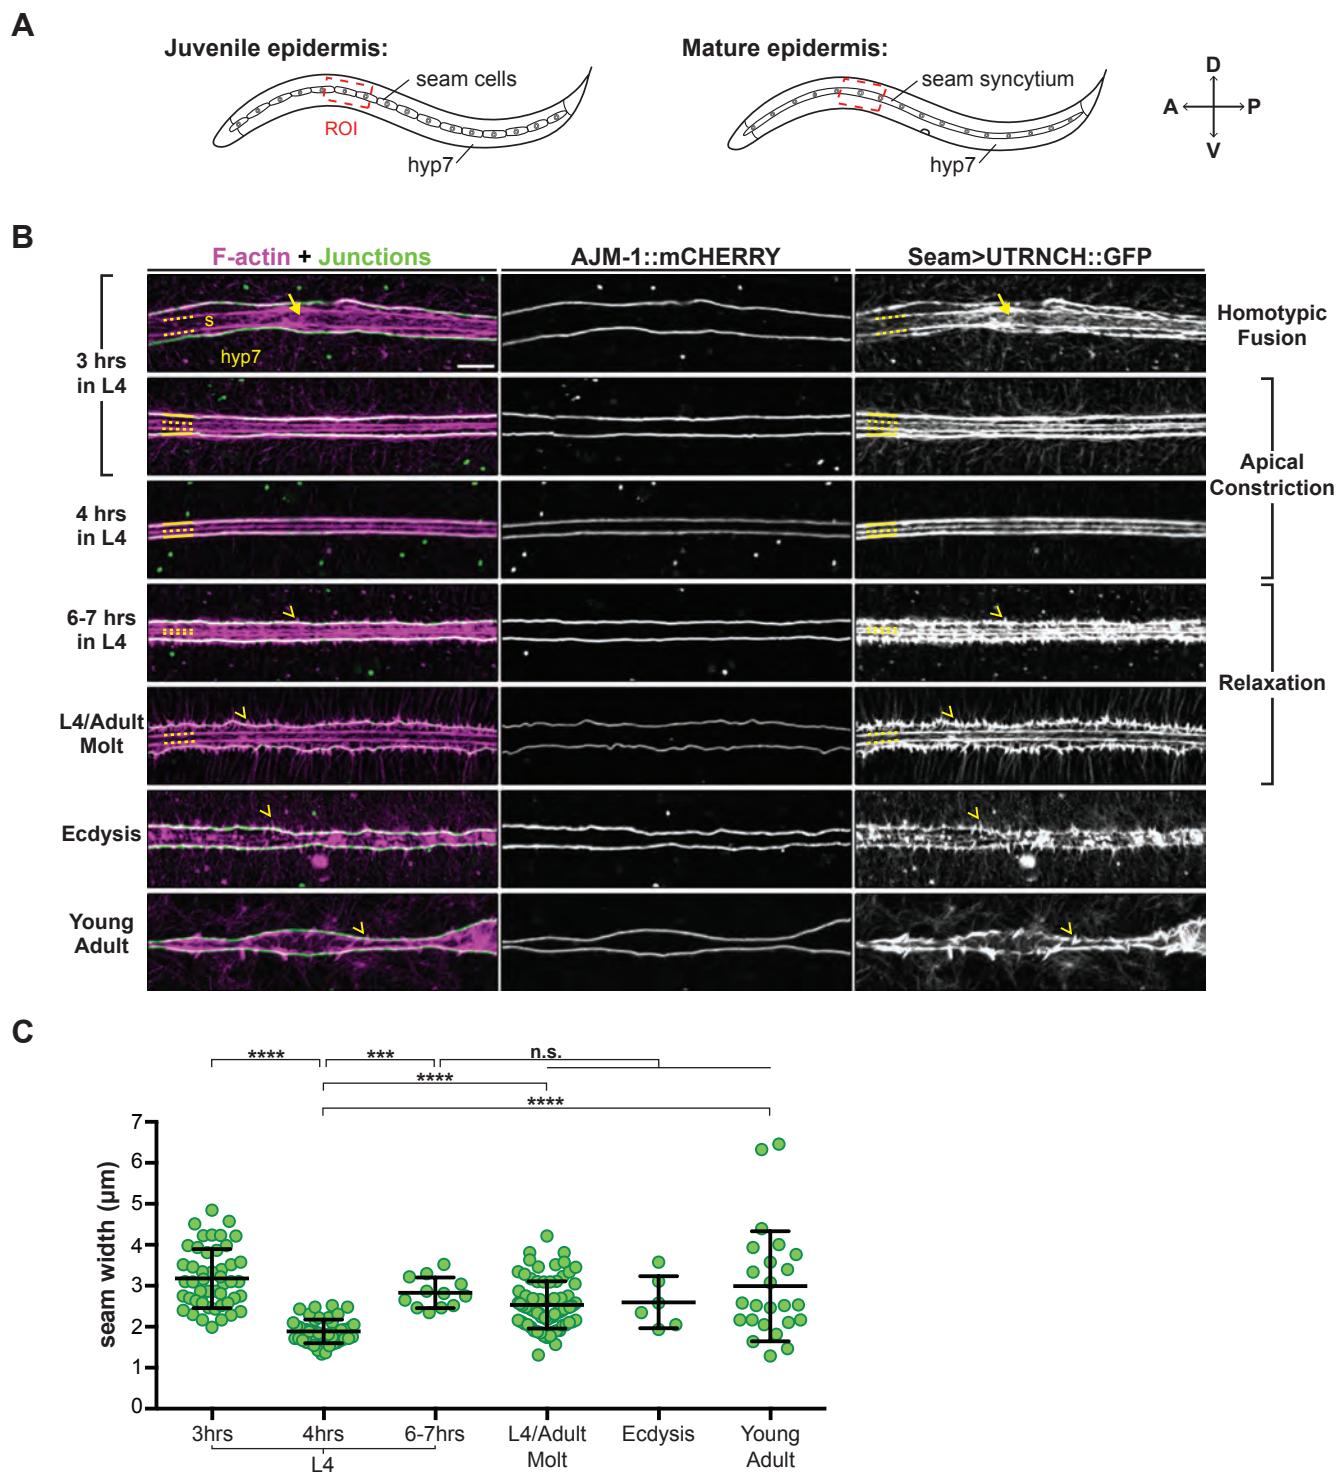 A
Juvenile epidermis:
seam cells
ROI
hyp7
Mature epidermis:
seam syncytium
hyp7
D
A
P
V
B
F-actin + Junctions
AJM-1::mCHERRY
Seam>UTRNCH::GFP
3 hrs
in L4
s
hyp7
Homotypic
Fusion
4 hrs
in L4
Apical
Constriction
6-7 hrs
in L4
L4/Adult
Molt
Relaxation
Ecdysis
Young
Adult
C
****
***
n.s.
****
****
seam width (µm)
7
6
5
4
3
2
1
0
3hrs
4hrs
6-7hrs
L4/Adult
Molt
Ecdysis
Young
Adult
L4